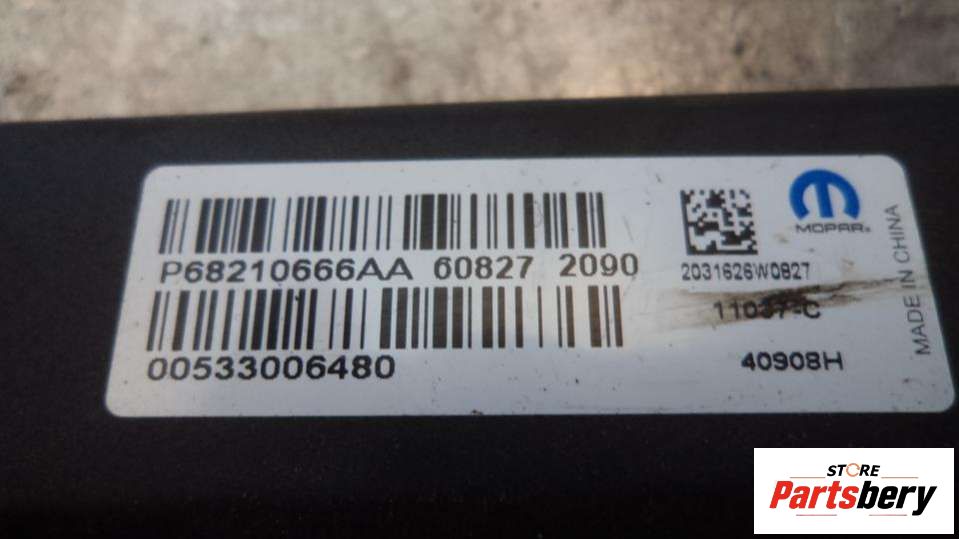 P68210666AA 60827 2090
00533006480
MOPAR
2031626W0827
11037-C
40908H
MADE IN CHINA
STORE
Partsbery